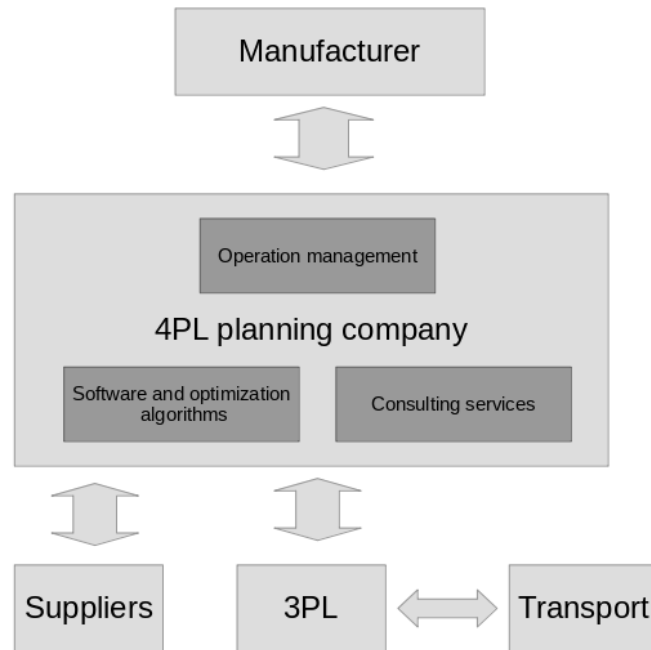 Manufacturer
Operation management
4PL planning company
Software and optimization
algorithms
Consulting services
Suppliers
3PL
Transport